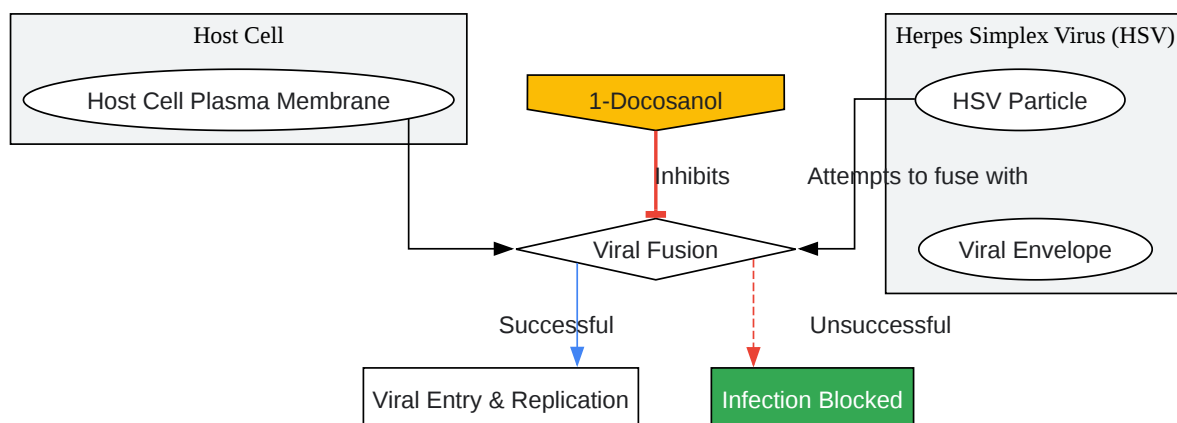 Host Cell
Herpes Simplex Virus (HSV)
Host Cell Plasma Membrane
1-Docosanol
HSV Particle
Inhibits
Attempts to fuse with
Viral Fusion
Viral Envelope
Successful
Unsuccessful
Viral Entry & Replication
Infection Blocked